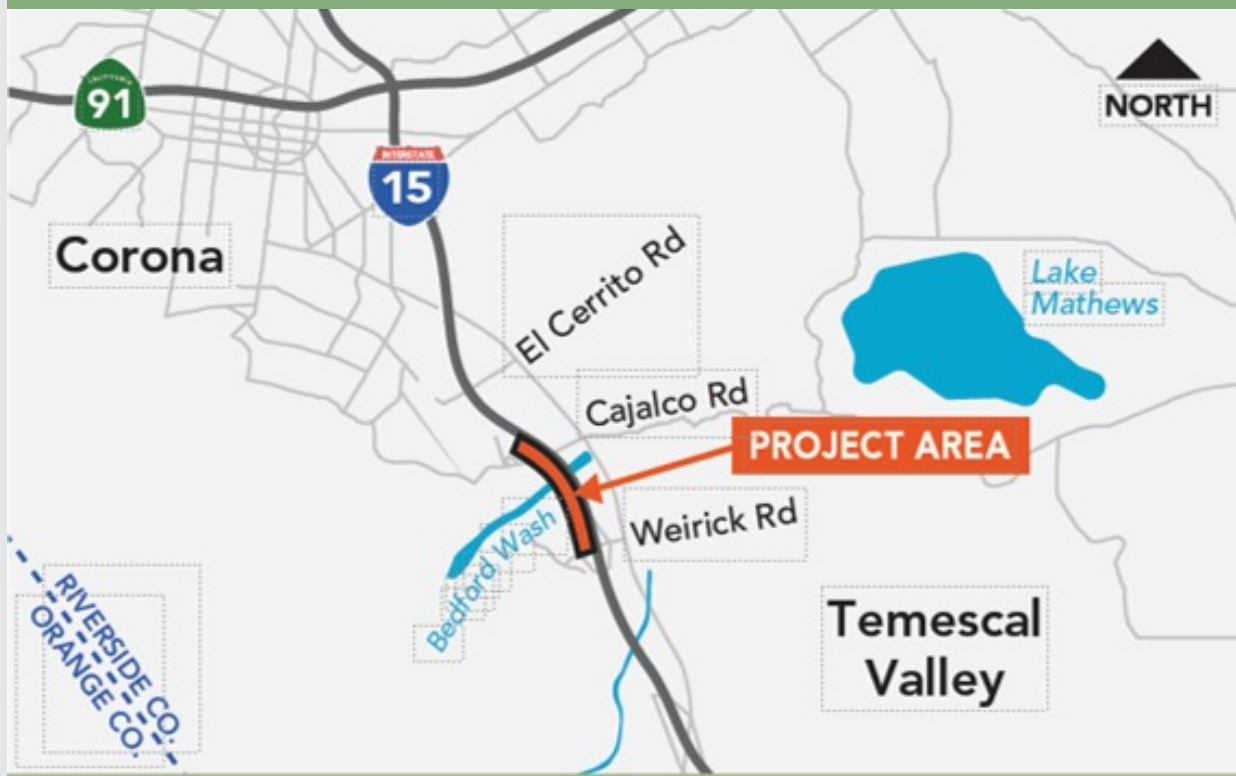 CALIFORNIA
91
NORTH
INTERSTATE
15
Corona
El Cerrito Rd
Lake
Mathews
Cajalco Rd
PROJECT AREA
Weirick Rd
Bedford Wash
RIVERSIDE CO.
ORANGE CO.
Temescal
Valley